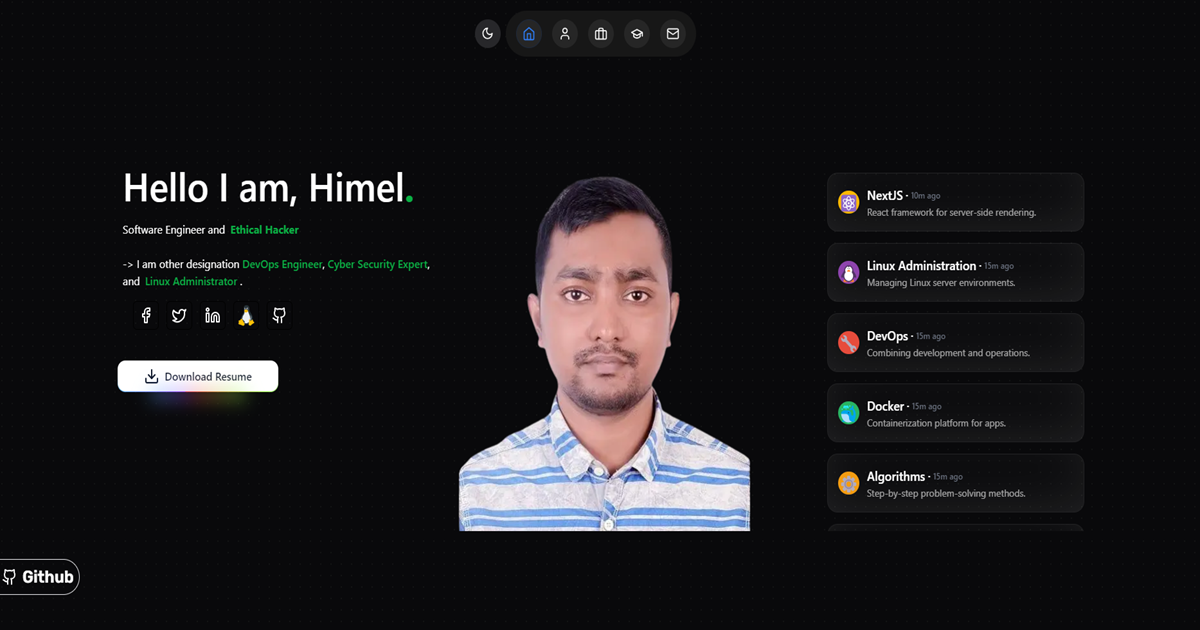 Hello I am, Himel.
Software Engineer and Ethical Hacker
-> I am other designation DevOps Engineer, Cyber Security Expert,
and Linux Administrator .
Download Resume
NextJS · 10m ago
React framework for server-side rendering.
Linux Administration · 15m ago
Managing Linux server environments.
DevOps · 15m ago
Combining development and operations.
Docker · 15m ago
Containerization platform for apps.
Algorithms · 15m ago
Step-by-step problem-solving methods.
Github